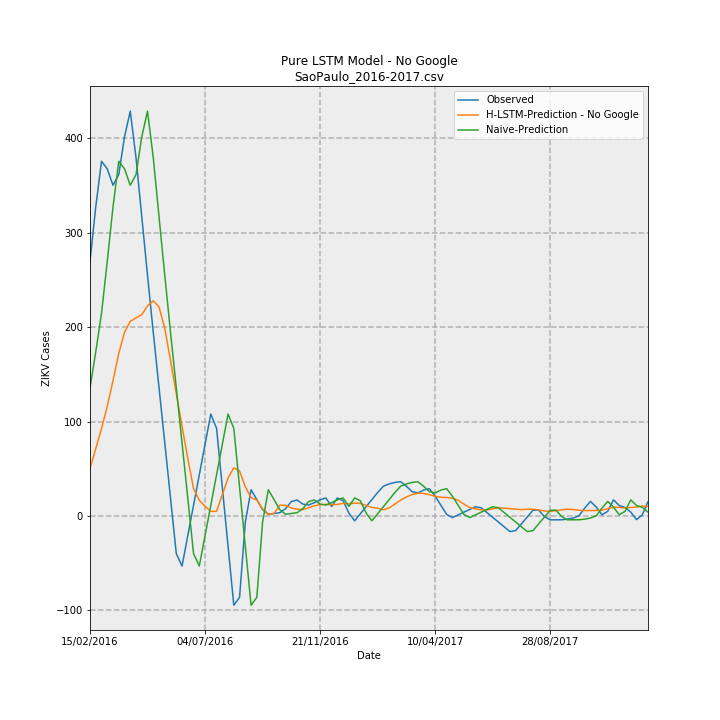 Pure LSTM Model - No Google
SaoPaulo_2016-2017.csv
Observed
H-LSTM-Prediction - No Google
Naive-Prediction
ZIKV Cases
400
300
200
100
0
−100
15/02/2016
04/07/2016
21/11/2016
10/04/2017
28/08/2017
Date